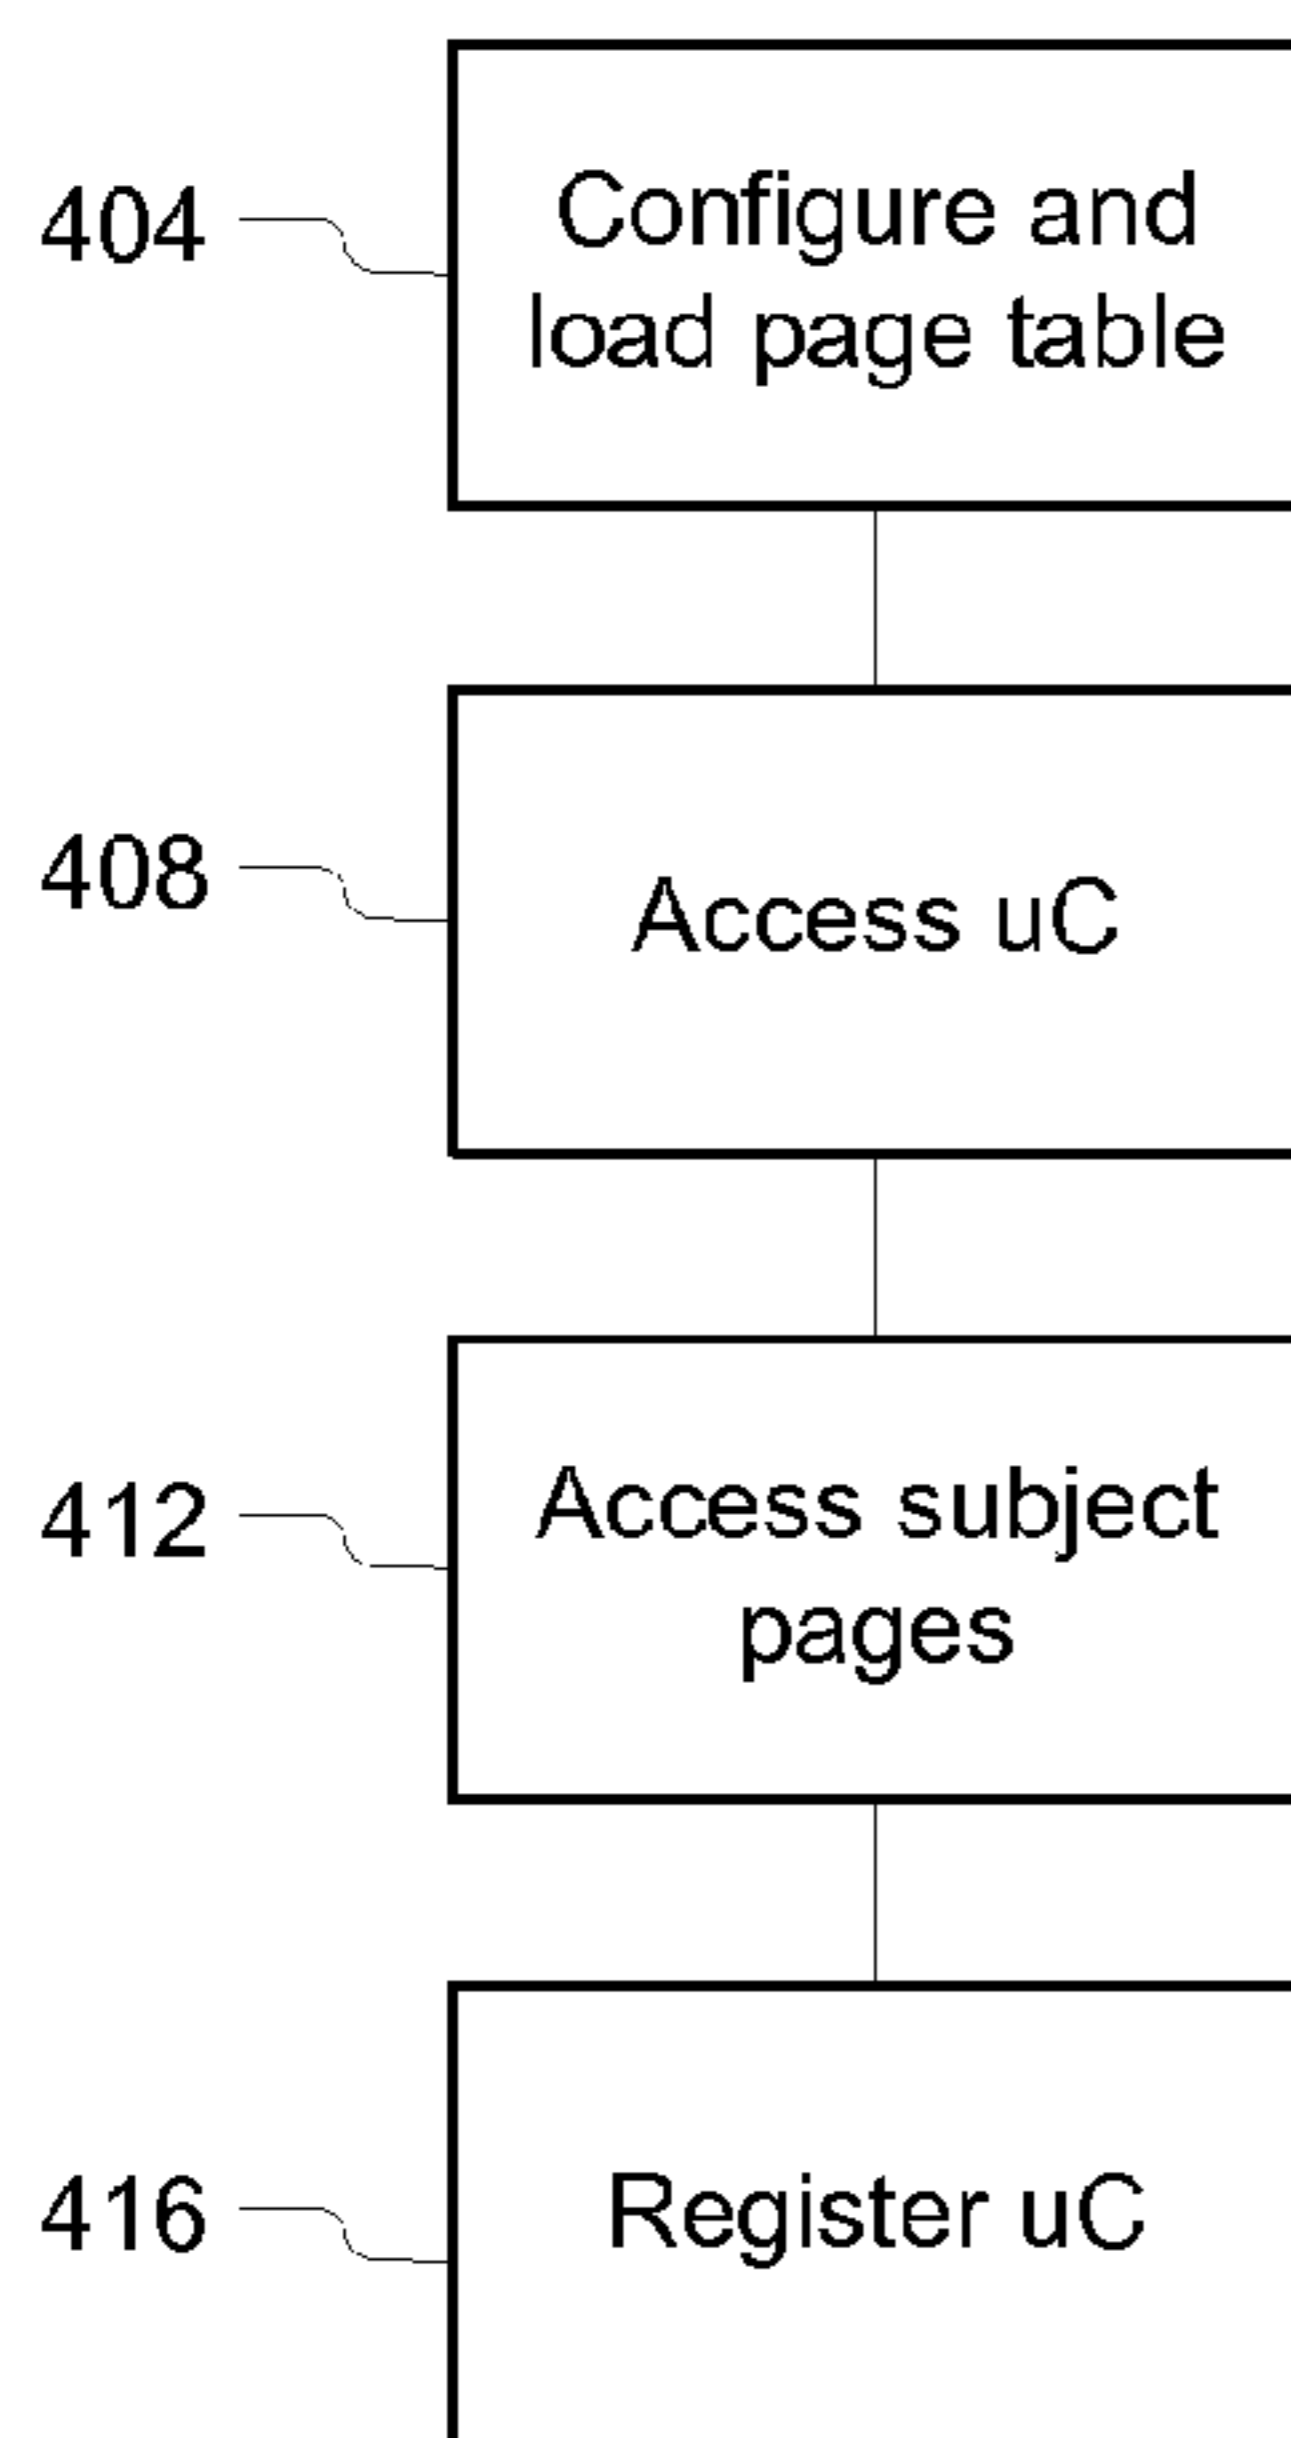 404
Configure and
load page table
408
Access uC
412
Access subject
pages
416
Register uC